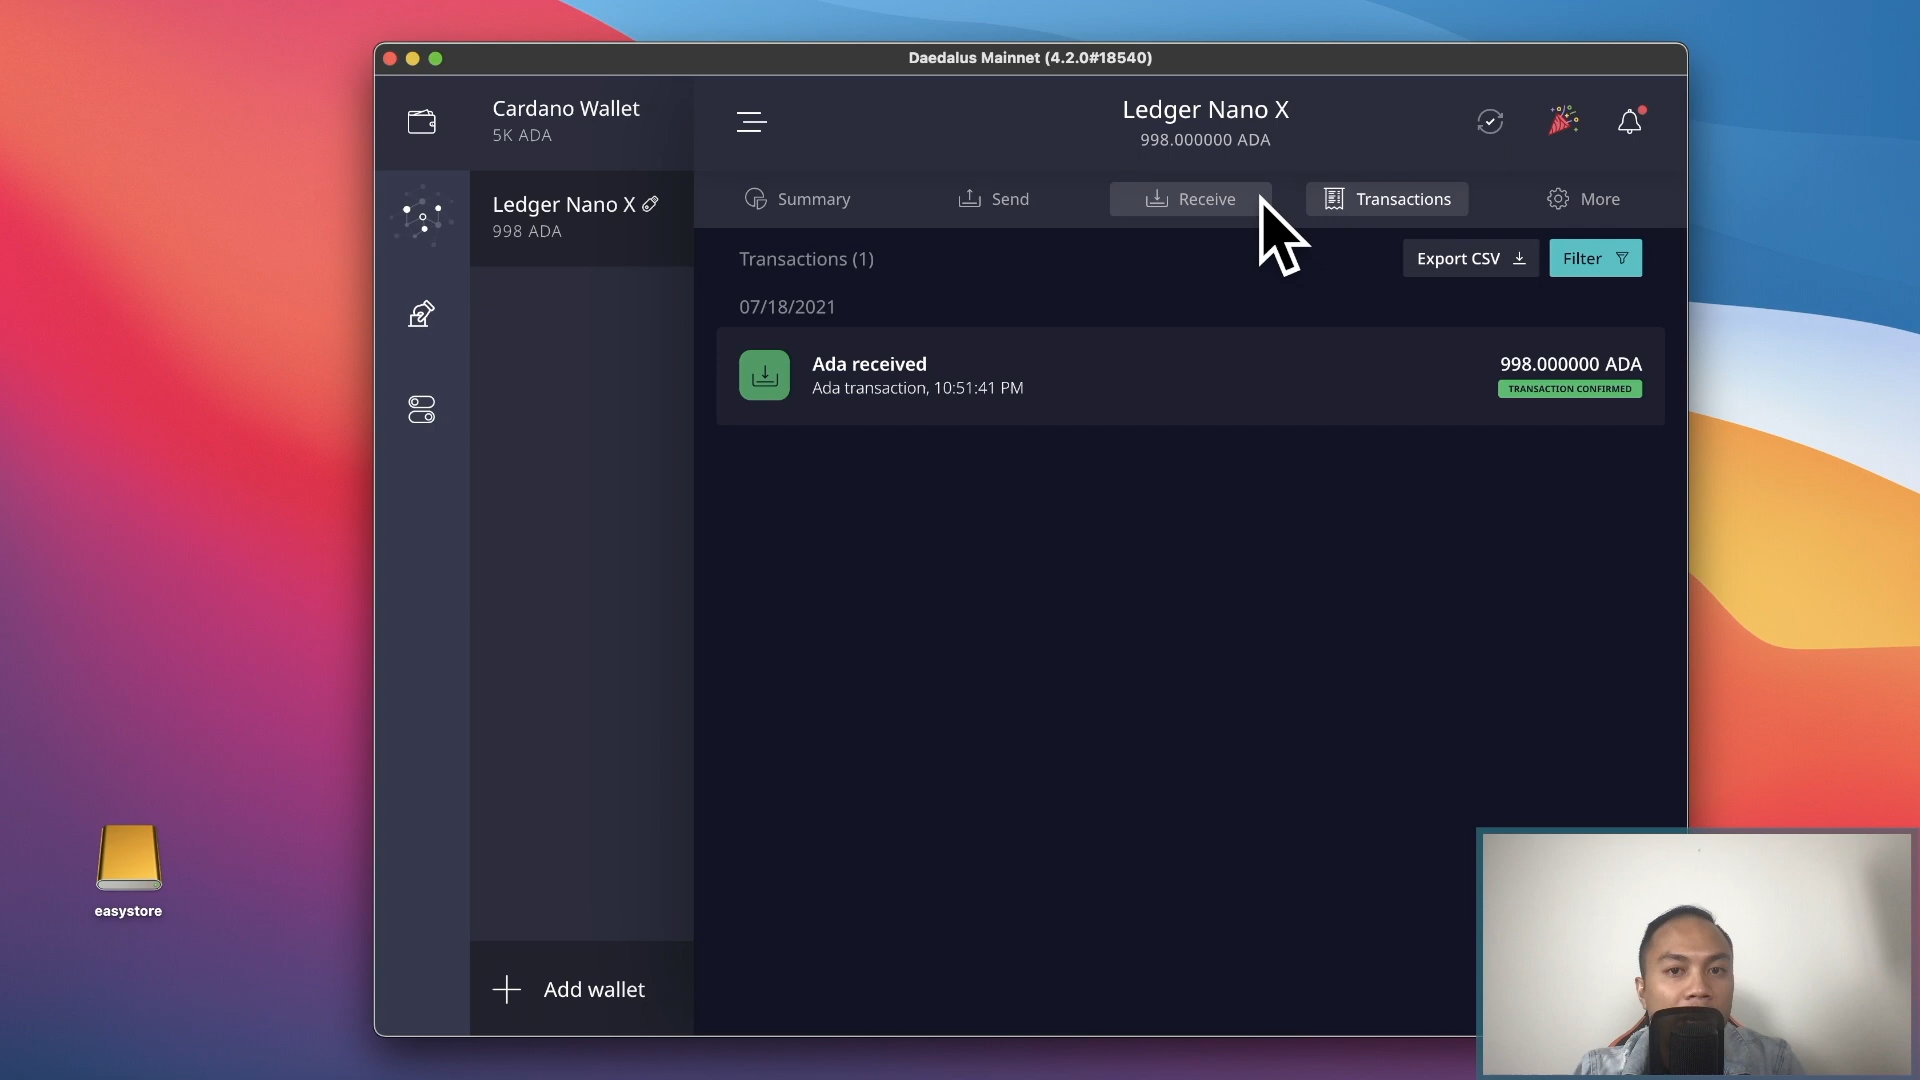 Daedalus Mainnet (4.2.0#18540)
Cardano Wallet
5K ADA
Ledger Nano X
998.000000 ADA
Ledger Nano X
998 ADA
Summary
Send
Receive
Transactions
More
Transactions (1)
Export CSV
Filter
07/18/2021
Ada received
998.000000 ADA
Ada transaction, 10:51:41 PM
TRANSACTION CONFIRMED
easystore
Add wallet